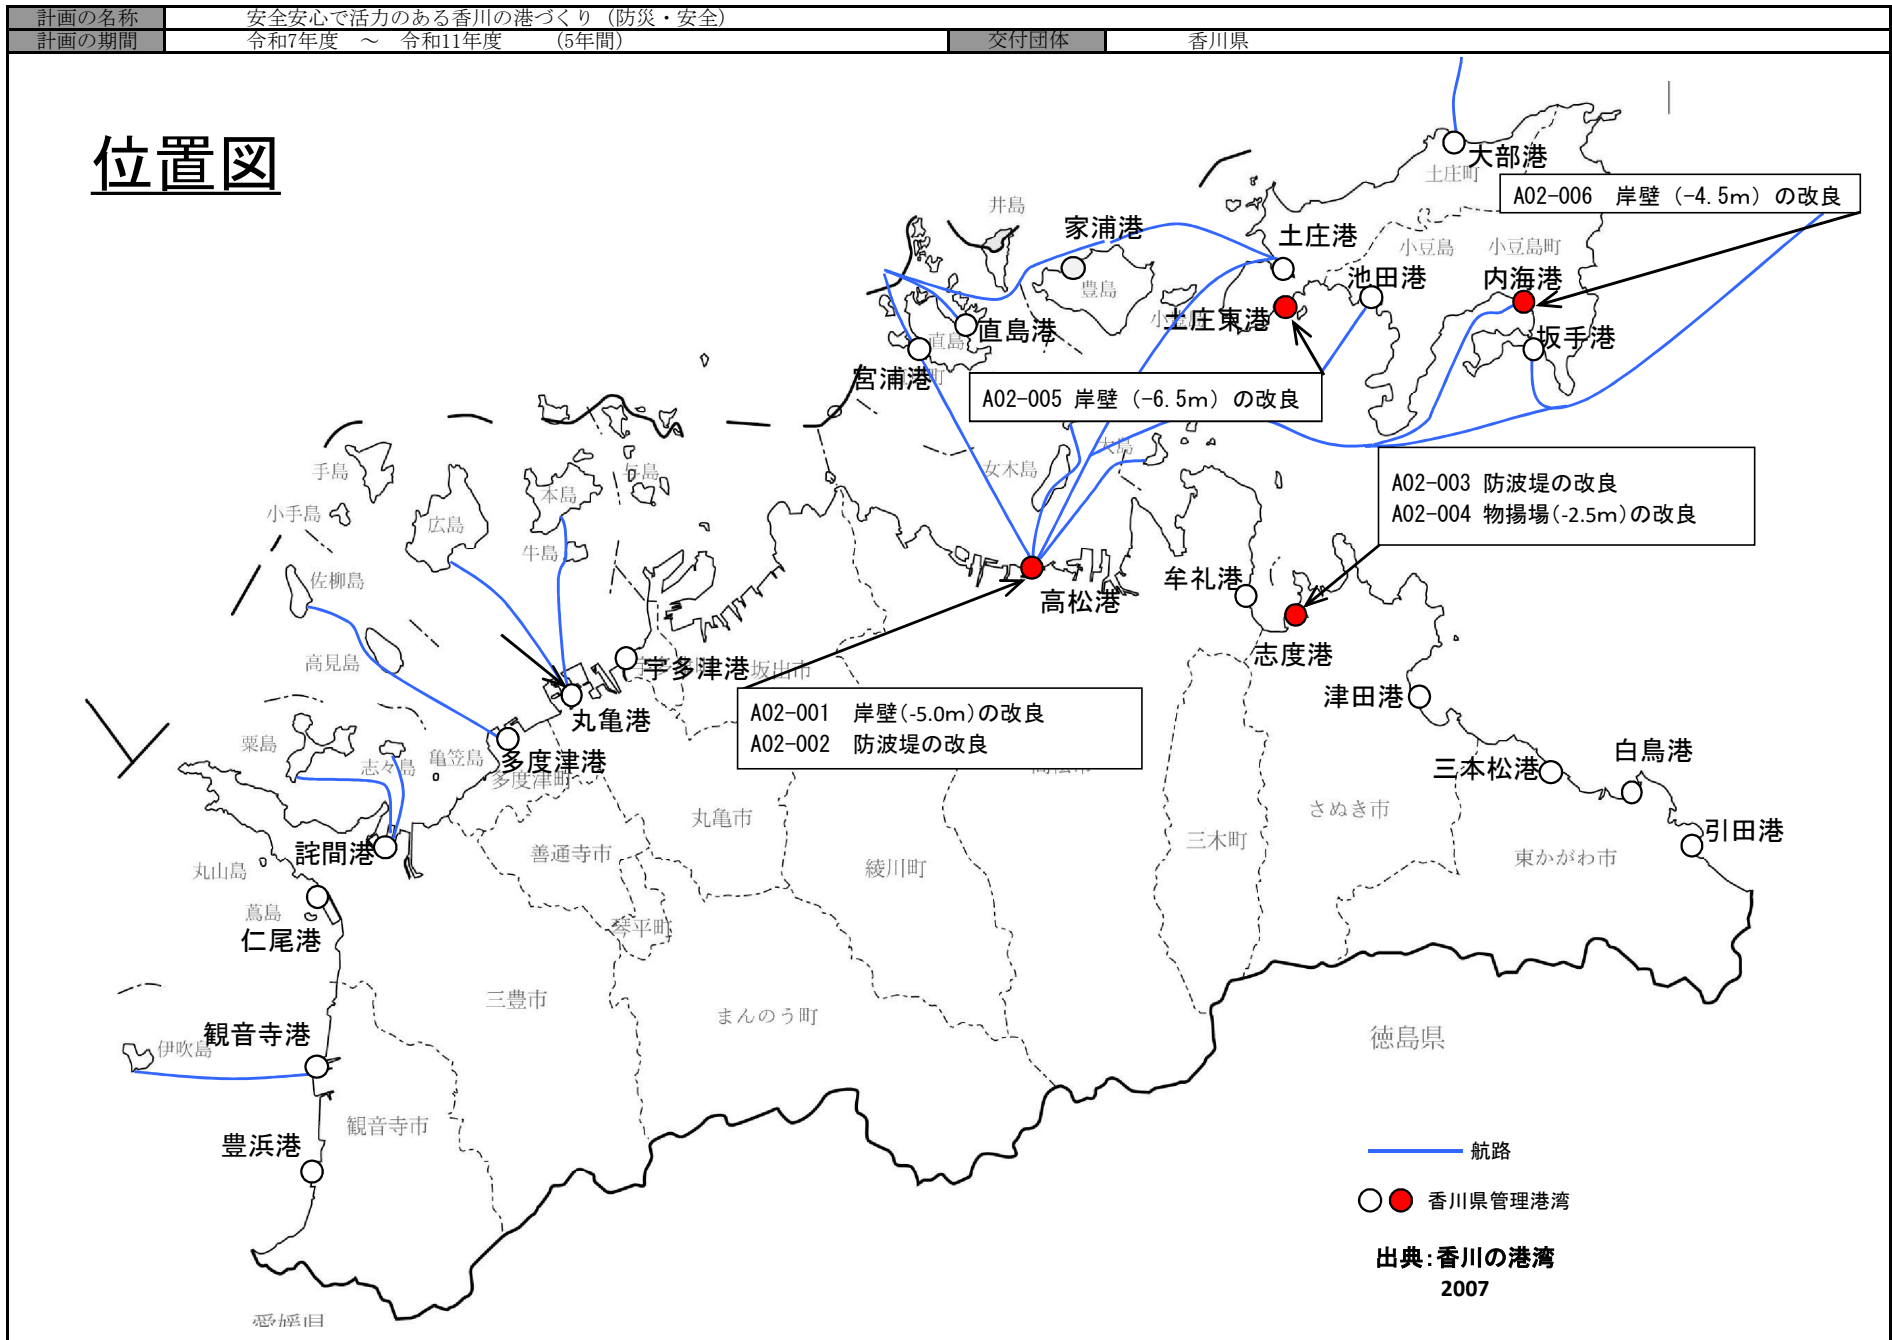 計画の名称 安全安心で活力のある香川の港づくり（防災・安全）
計画の期間 令和7年度 ～ 令和11年度 （5年間） 交付団体 香川県
位置図
大部港
土庄町
A02-006 岸壁（-4.5m）の改良
井島
家浦港
土庄港
小豆島
小豆島町
池田港
内海港
豊島
土庄東港
直島港
直島
坂手港
宮浦港
A02-005 岸壁（-6.5m）の改良
大島
女木島
手島
与島
本島
小手島
広島
牛島
A02-003 防波堤の改良
A02-004 物揚場（-2.5m）の改良
佐柳島
高松港
牟礼港
志度港
高見島
宇多津港
坂出市
津田港
丸亀港
A02-001 岸壁（-5.0m）の改良
A02-002 防波堤の改良
粟島
志々島
亀笠島
多度津港
多度津町
三本松港
白鳥港
丸亀市
さぬき市
引田港
三木町
詫間港
善通寺市
東かがわ市
丸山島
綾川町
蔦島
仁尾港
琴平町
三豊市
まんのう町
観音寺港
伊吹島
徳島県
観音寺市
豊浜港
航路
香川県管理港湾
出典：香川の港湾
2007
愛媛県